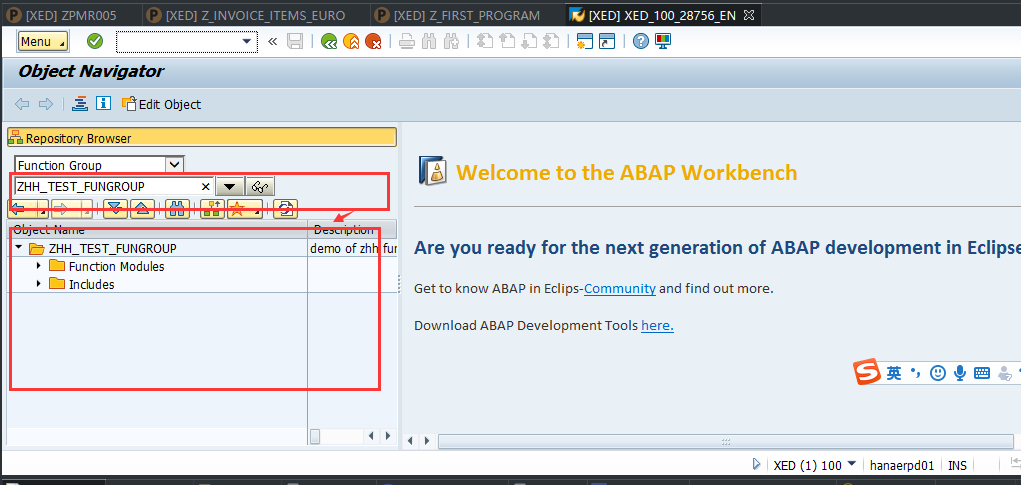 [XED] ZPMR005
[XED] Z_INVOICE_ITEMS_EURO
[XED] Z_FIRST_PROGRAM
[XED] XED_100_28756_EN
Menu
Object Navigator
Edit Object
Repository Browser
Function Group
ZHH_TEST_FUNGROUP
Object Name
Description
ZHH_TEST_FUNGROUP
demo of zhh fur
Function Modules
Includes
Welcome to the ABAP Workbench
Are you ready for the next generation of ABAP development in Eclipse
Get to know ABAP in Eclips-Community and find out more.
Download ABAP Development Tools here.
S 英
XED (1) 100
hanaerpd01
INS